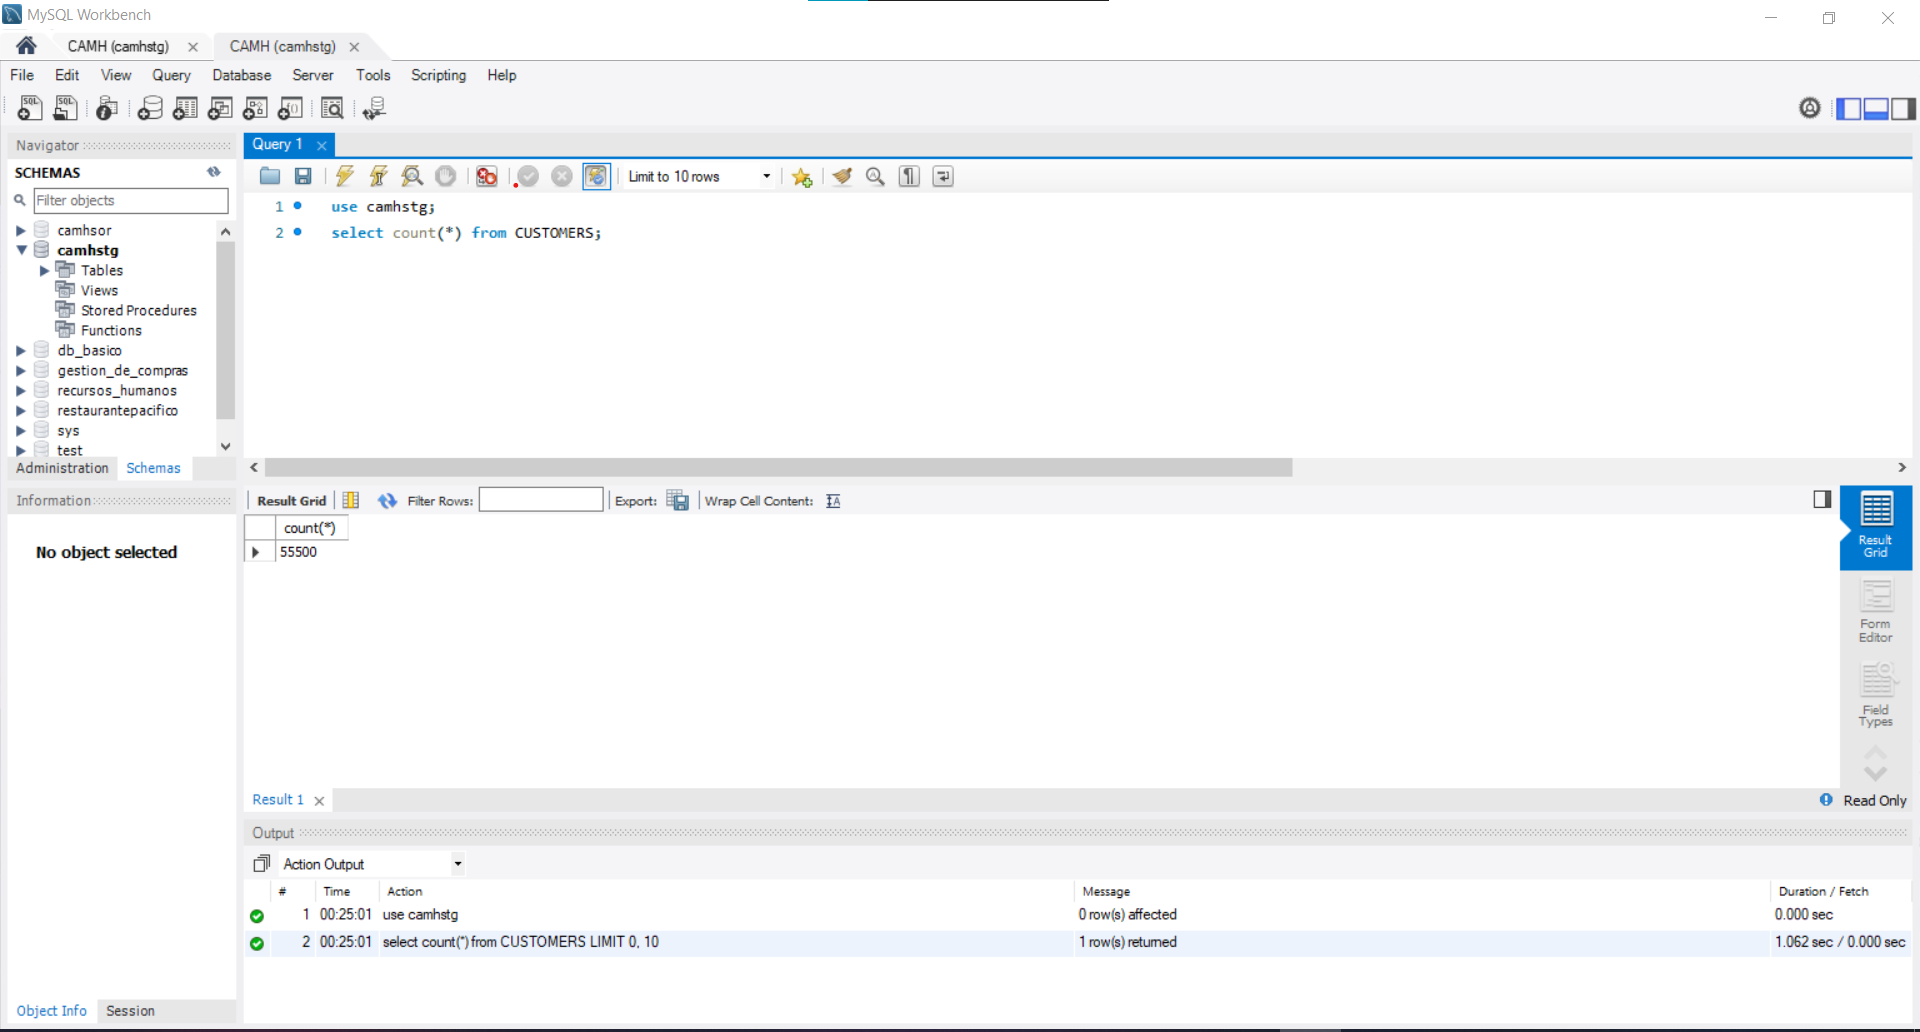 MySQL Workbench
CAMH (camhstg)
CAMH (camhstg)
File Edit View Query Database Server Tools Scripting Help
Navigator
SCHEMAS
Filter objects
camhsor
camhstg
Tables
Views
Stored Procedures
Functions
db_basico
gestion_de_compras
recursos_humanos
restaurantepacifico
sys
test
Administration Schemas
Information
No object selected
Object Info Session
Query 1
Limit to 10 rows
1 use camhstg;
2 select count(*) from CUSTOMERS;
Result Grid Filter Rows: Export: Wrap Cell Content:
count(*)
55500
Result Grid
Form Editor
Field Types
Result 1
Read Only
Output
Action Output
# Time Action Message Duration / Fetch
1 00:25:01 use camhstg 0 row(s) affected 0.000 sec
2 00:25:01 select count(*) from CUSTOMERS LIMIT 0, 10 1 row(s) returned 1.062 sec / 0.000 sec